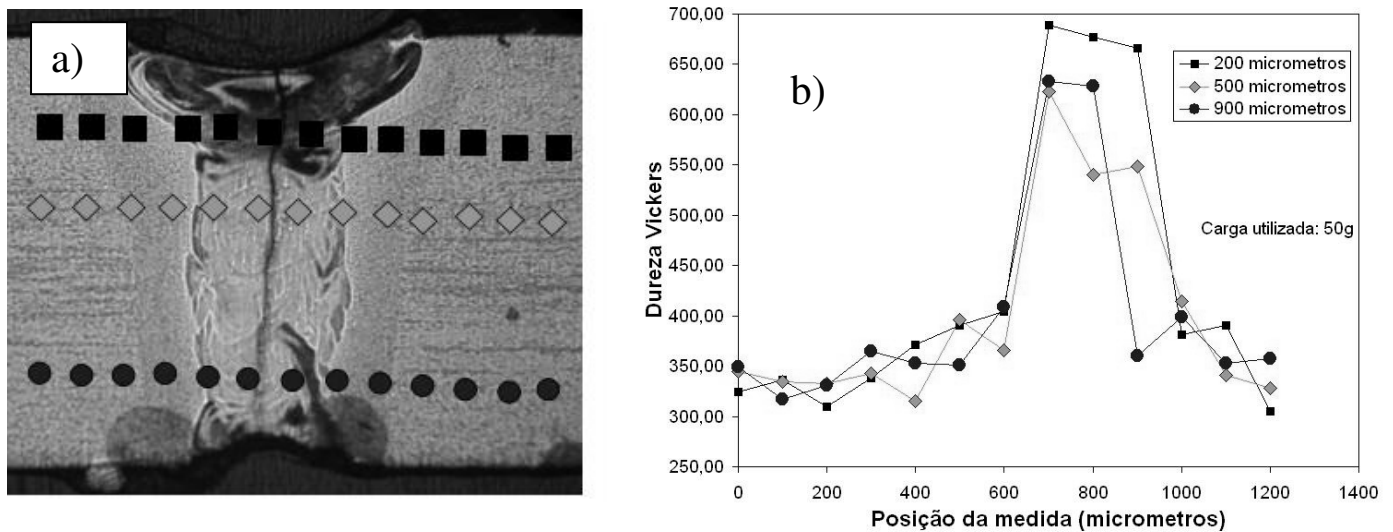 a)
b)
700,00
650,00
600,00
550,00
500,00
450,00
400,00
350,00
300,00
250,00
Dureza Vickers
0
200
400
600
800
1000
1200
1400
Posição da medida (micrometros)
200 micrometros
500 micrometros
900 micrometros
Carga utilizada: 50g